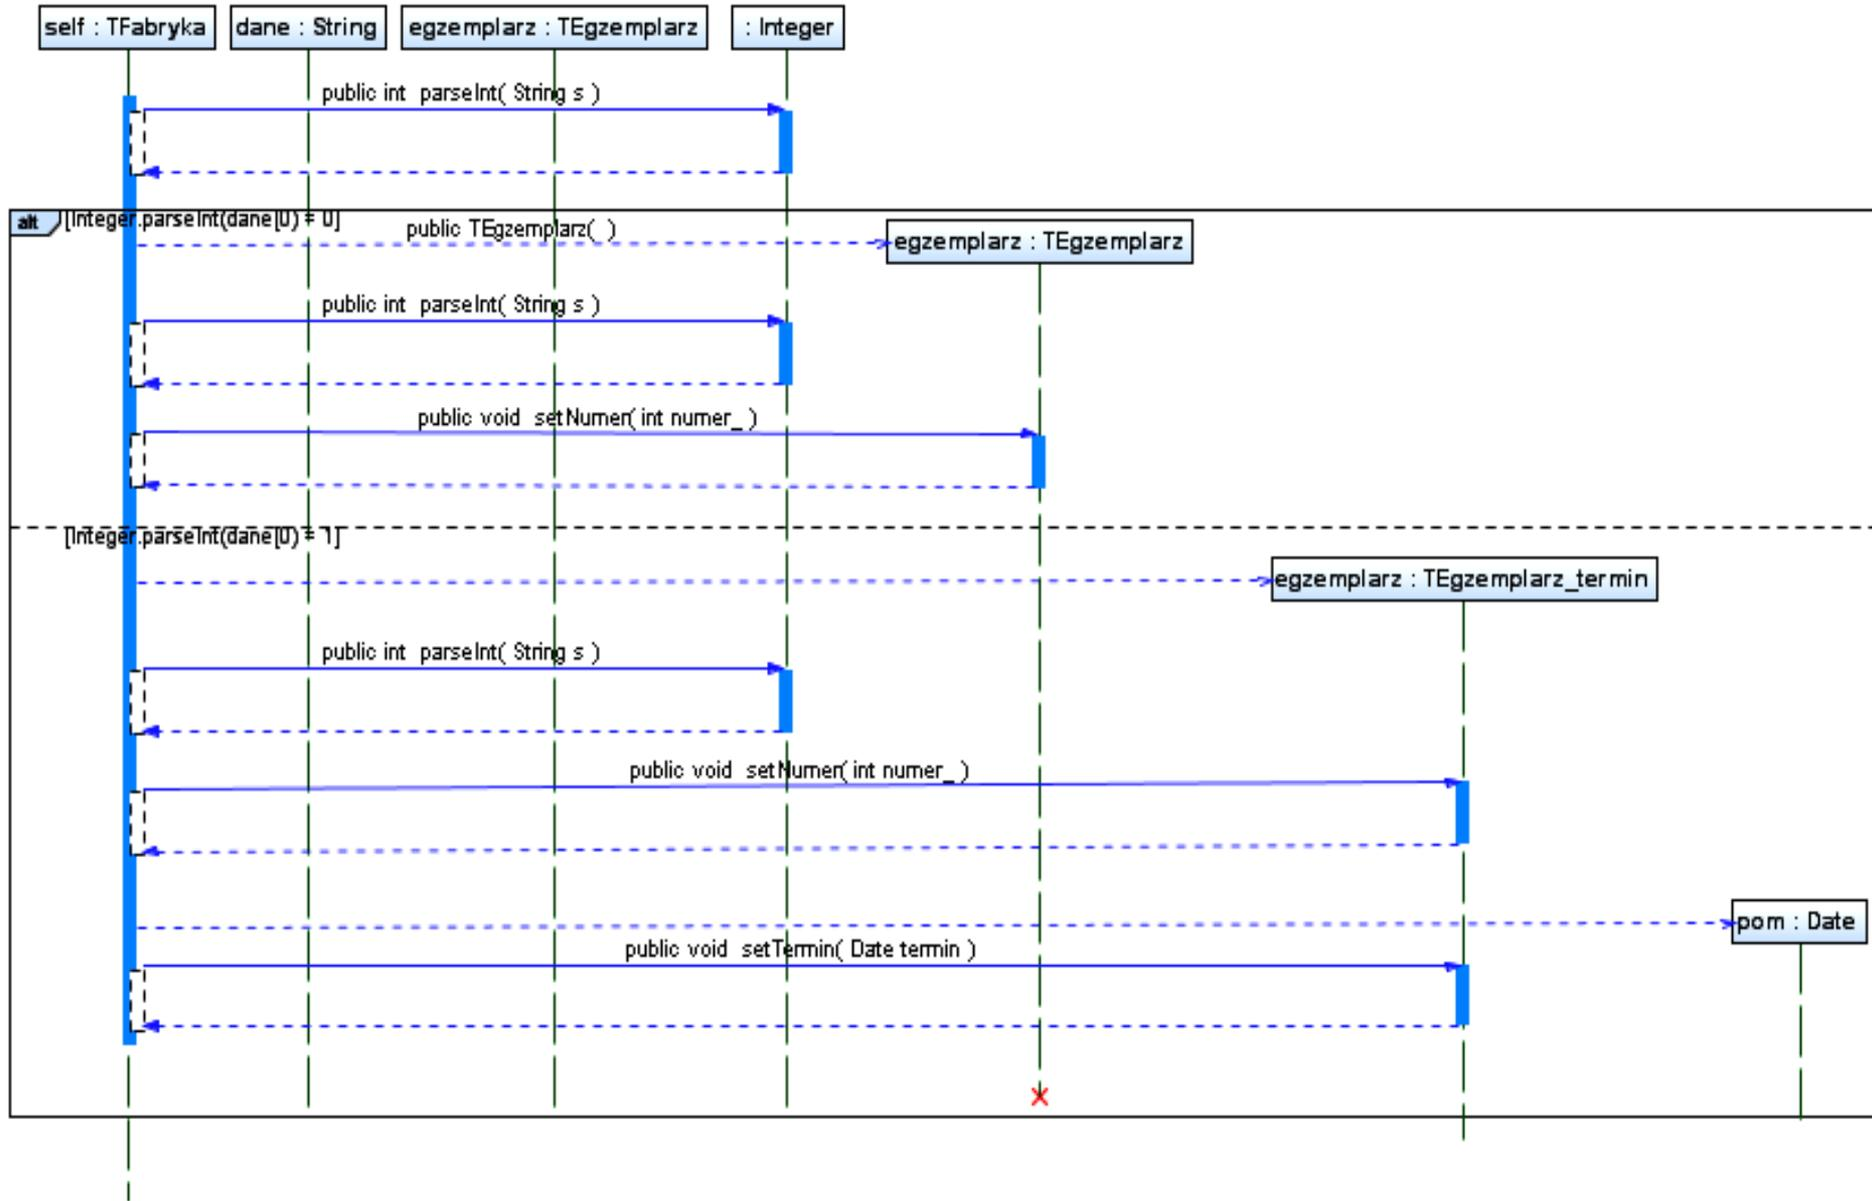 self : TFabryka
dane : String
egzemplarz : TEgzemplarz
: Integer
public int parseInt( String s )
alt
[Integer.parseInt(dane[0) = 0]
public TEgzemplarz( )
egzemplarz : TEgzemplarz
public int parseInt( String s )
public void setNumer( int numer_ )
[Integer.parseInt(dane[0) = 1]
egzemplarz : TEgzemplarz_termin
public int parseInt( String s )
public void setNumer( int numer_ )
pom : Date
public void setTermin( Date termin )